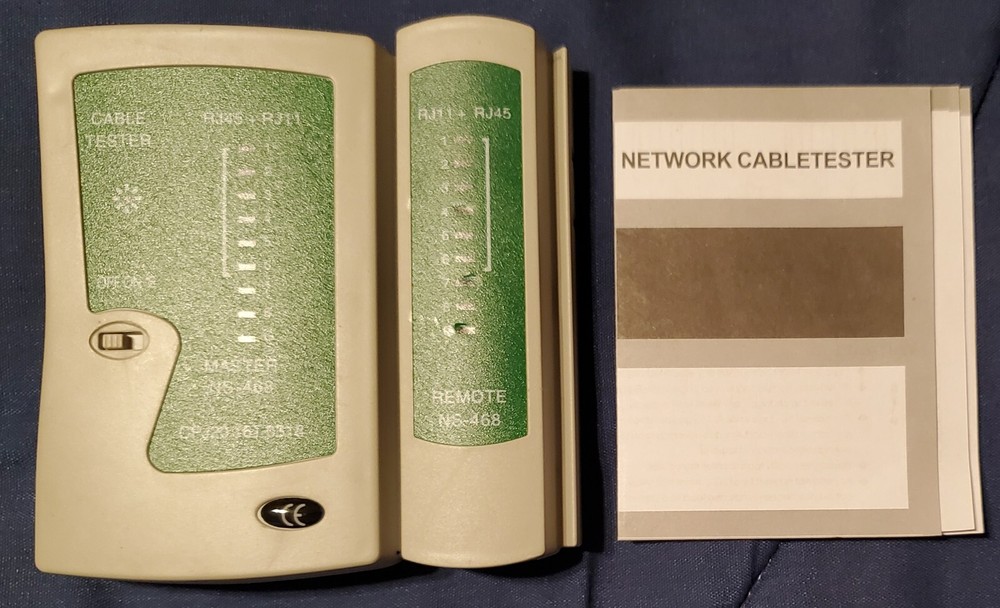 CABLE
TESTER
RJ45 + RJ11
1
2
3
4
5
6
7
8
G
OFF ON S
MASTER
NS-468
CE
RJ11 + RJ45
1
2
3
4
5
6
7
8
G
REMOTE
NS-468
NETWORK CABLETESTER